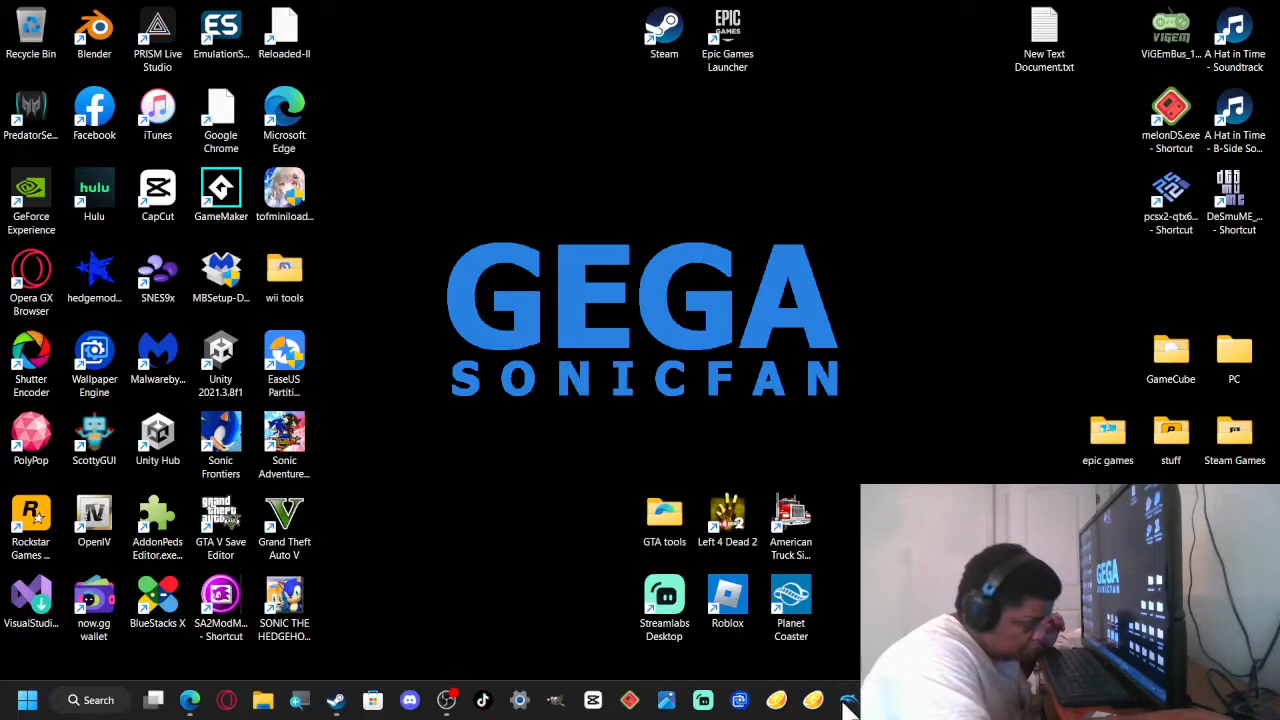 Recycle Bin
Blender
PRISM Live
Studio
EmulationS...
Reloaded-II
Steam
EPIC
GAMES
Epic Games
Launcher
New Text
Document.txt
ViGEmBus_1...
A Hat in Time
- Soundtrack
PredatorSe...
Facebook
iTunes
Google
Chrome
Microsoft
Edge
melonDS.exe
- Shortcut
A Hat in Time
- B-Side So...
GeForce
Experience
hulu
Hulu
CapCut
GameMaker
tofminiload...
pcsx2-qtx6...
- Shortcut
DeSmuME_...
- Shortcut
Opera GX
Browser
hedgemod...
SNES9x
MBSetup-D...
wii tools
GEGA
SONICFAN
Shutter
Encoder
Wallpaper
Engine
Malwareby...
Unity
2021.3.8f1
EaseUS
Partiti...
GameCube
PC
PolyPop
ScottyGUI
Unity Hub
Sonic
Frontiers
Sonic
Adventure...
epic games
stuff
Steam Games
Rockstar
Games ...
IV
OpenIV
AddonPeds
Editor.exe...
GTA V Save
Editor
Grand Theft
Auto V
GTA tools
Left 4 Dead 2
American
Truck Si...
VisualStudi...
now.gg
wallet
BlueStacks X
SA2ModM...
- Shortcut
SONIC THE
HEDGEHO...
Streamlabs
Desktop
Roblox
Planet
Coaster
Search
GEGA
SONICFAN